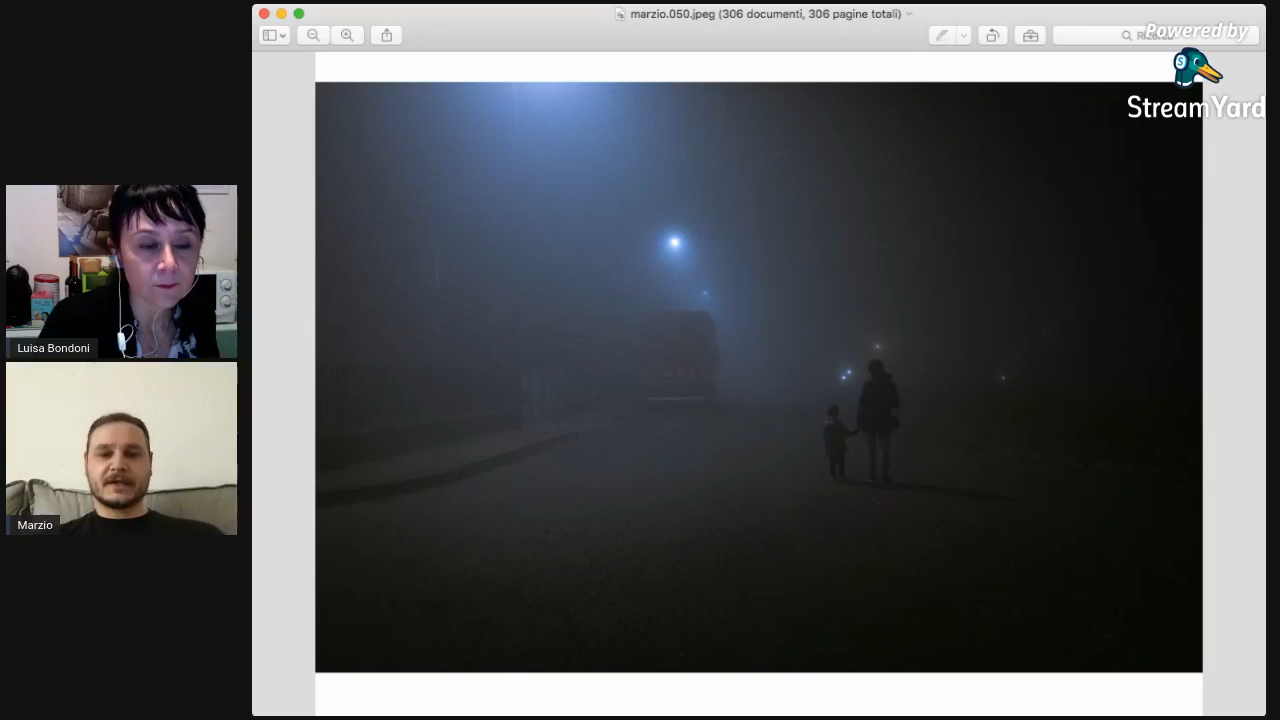 marzio.050.jpeg (306 documenti, 306 pagine totali)
Powered by
StreamYard
Luisa Bondoni
Marzio